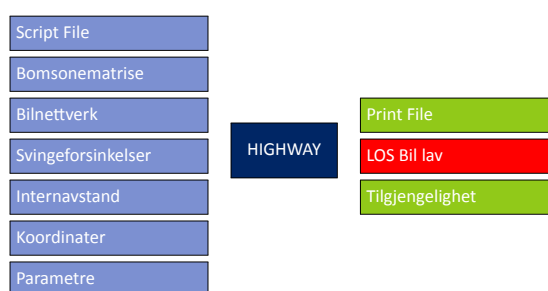 Script File
Bomsonematrise
Bilnettverk
Svingeforsinkelser
Internavstand
Koordinater
Parametre
HIGHWAY
Print File
LOS Bil lav
Tilgjengelighet